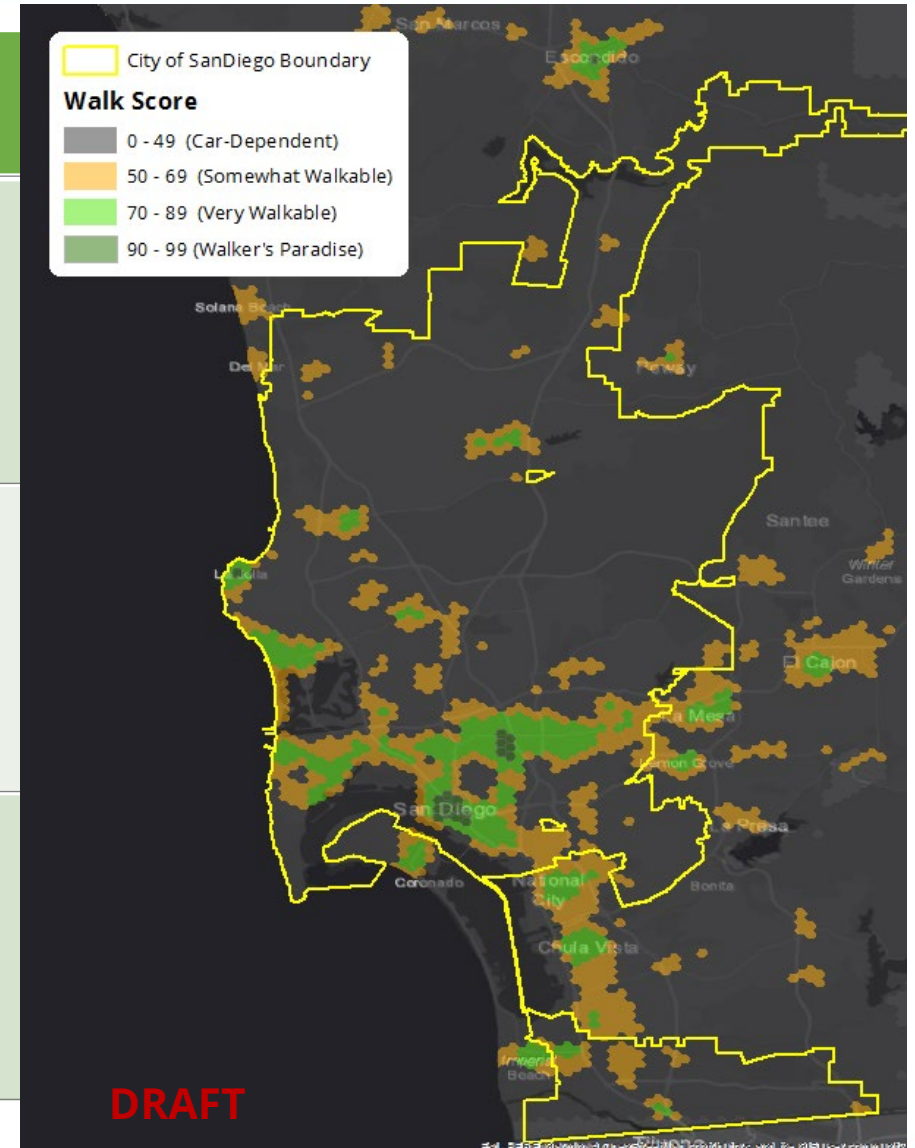 San Marcos
City of SanDiego Boundary
Walk Score
0 - 49 (Car-Dependent)
50 - 69 (Somewhat Walkable)
70 - 89 (Very Walkable)
90 - 99 (Walker's Paradise)
Escondido
Solana Beach
Del Mar
Poway
Santee
Winter
Gardens
La Jolla
El Cajon
La Mesa
Lemon Grove
San Diego
La Presa
Coronado
National
City
Bonita
Chula Vista
Imperial
Beach
DRAFT